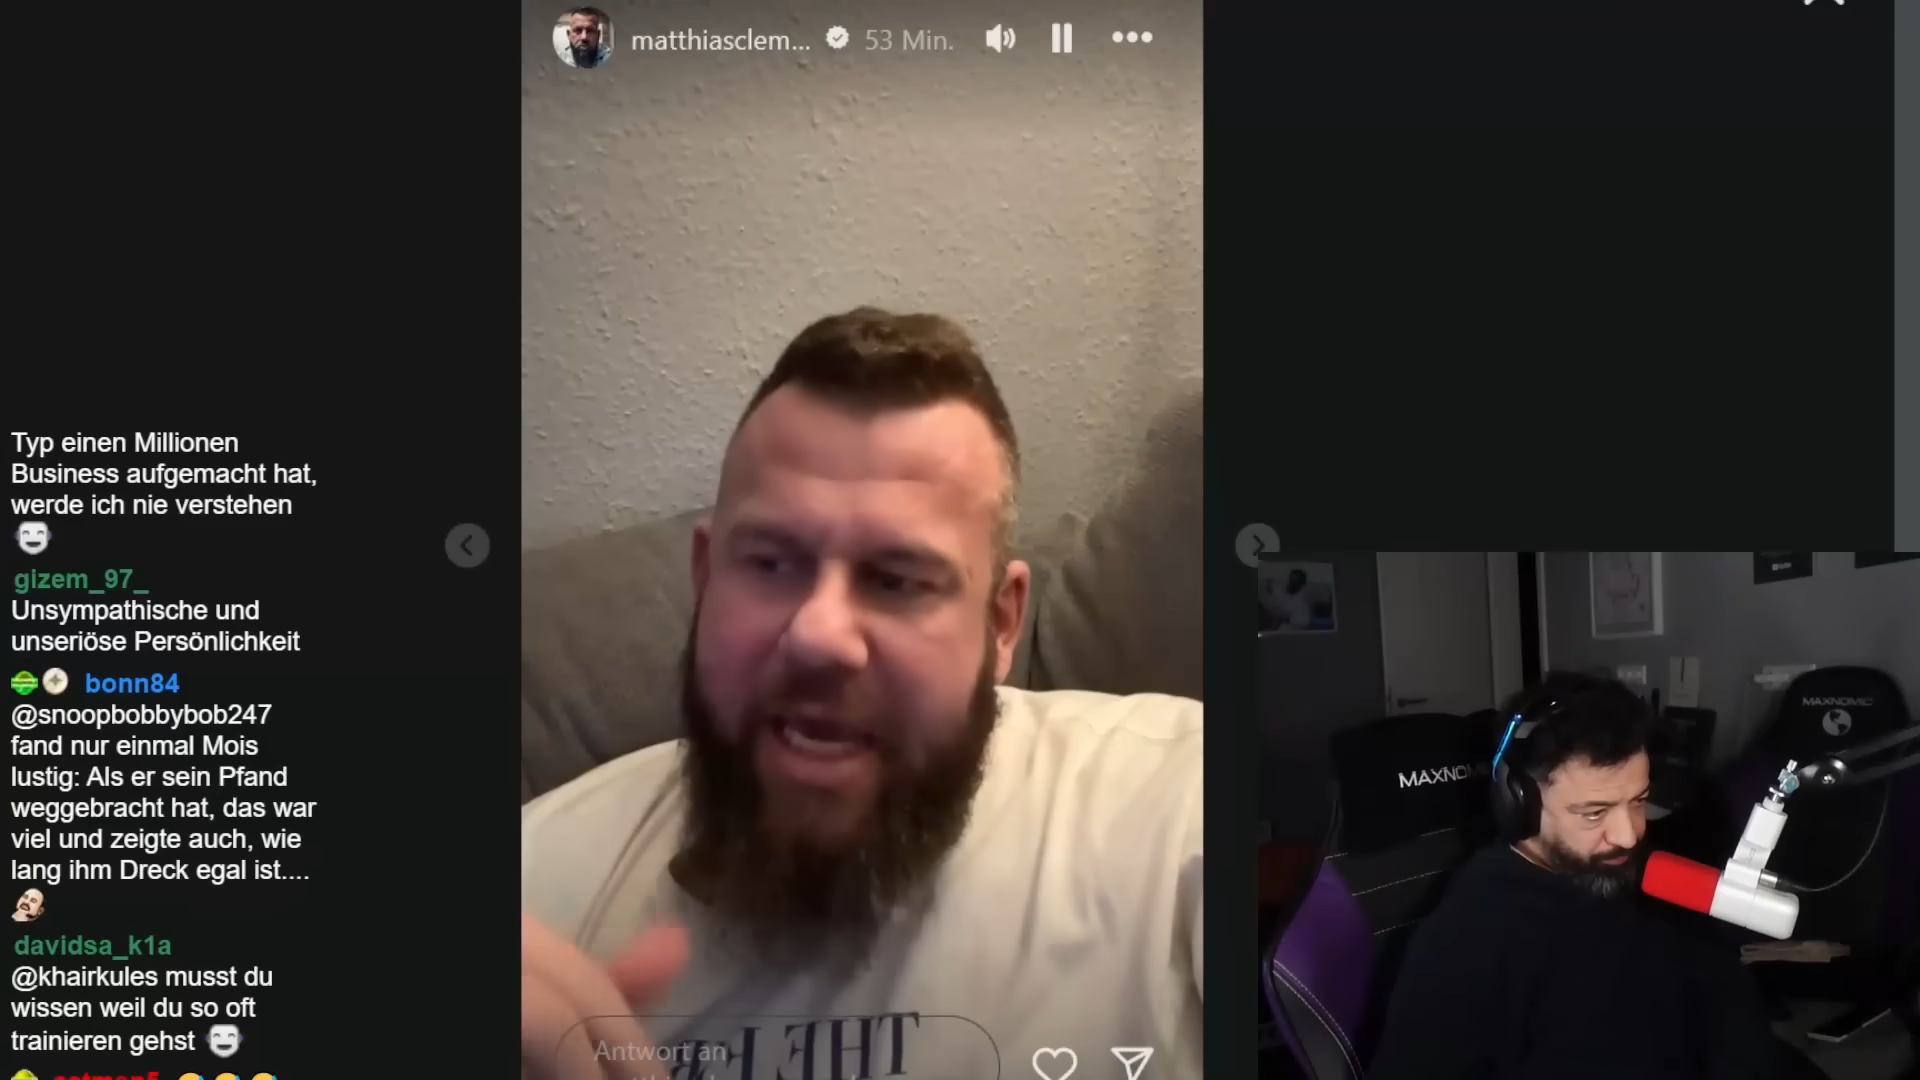 matthiasclem... 53 Min.
Typ einen Millionen
Business aufgemacht hat,
werde ich nie verstehen
gizem_97_
Unsympathische und
unseriöse Persönlichkeit
bonn84
@snoopbobbybob247
fand nur einmal Mois
lustig: Als er sein Pfand
weggebracht hat, das war
viel und zeigte auch, wie
lang ihm Dreck egal ist....
davidsa_k1a
@khairkules musst du
wissen weil du so oft
trainieren gehst
Antwort an
THE
MAXNOMIC
MAXNO